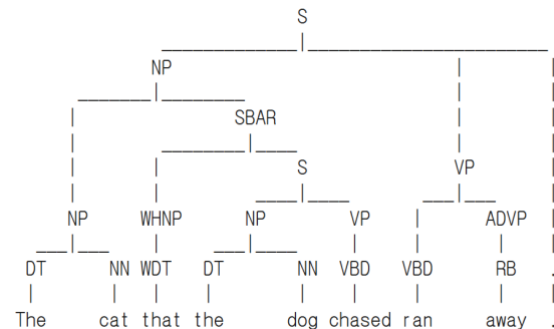 S
NP
SBAR
S VP
NP WHNP NP VP ADVP
DT NN WDT DT NN VBD VBD RB
The cat that the dog chased ran away .